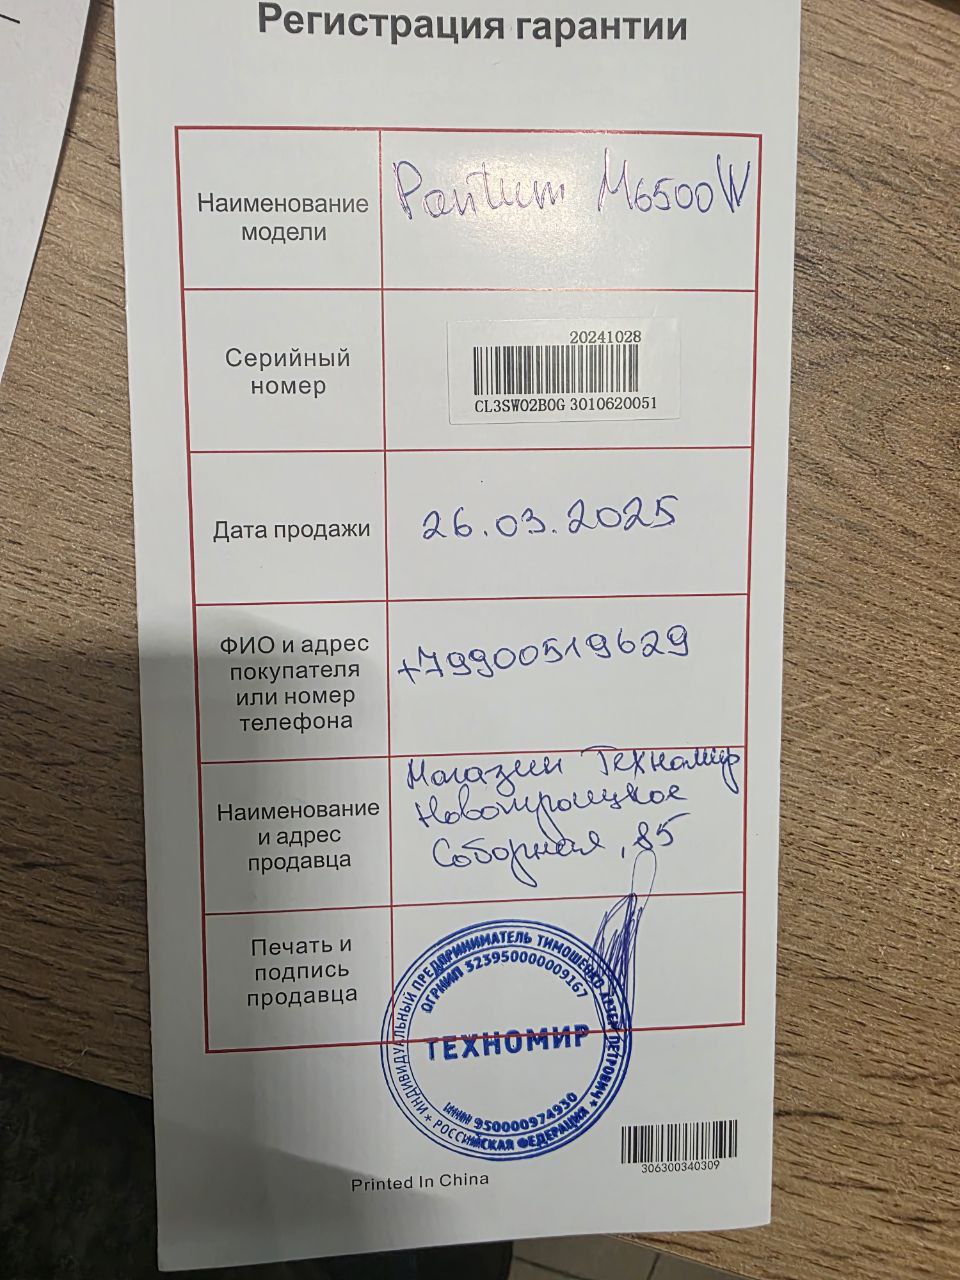 Регистрация гарантии
Наименование
модели
Pantum M6500W
Серийный
номер
20241028
CL3SW02B0G 3010620051
Дата продажи
26.03.2025
ФИО и адрес
покупателя
или номер
телефона
+79900519629
Наименование
и адрес
продавца
Магазин Техномир
Новотроицкое
Соборная, 85
Печать и
подпись
продавца
ИНДИВИДУАЛЬНЫЙ ПРЕДПРИНИМАТЕЛЬ ТИМОШЕНКО ПЕТРОВИЧ * РОССИЙСКАЯ ФЕДЕРАЦИЯ *
ОГРНИП 323950000009167
ТЕХНОМИР
ИНН 950000974930
306300340309
Printed In China